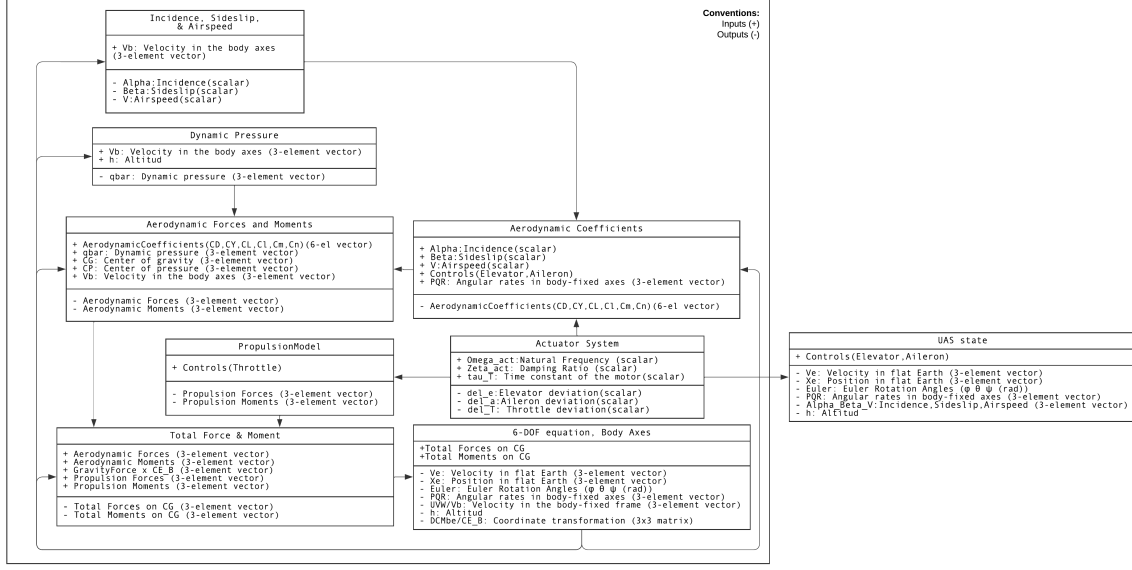 Conventions:
Inputs (+)
Outputs (-)
Incidence, Sideslip,
& Airspeed
+ Vb: Velocity in the body axes
(3-element vector)
- Alpha:Incidence(scalar)
- Beta:Sideslip(scalar)
- V:Airspeed(scalar)
Dynamic Pressure
+ Vb: Velocity in the body axes (3-element vector)
+ h: Altitud
- qbar: Dynamic pressure (3-element vector)
Aerodynamic Forces and Moments
+ AerodynamicCoefficients(CD,CY,CL,Cl,Cm,Cn)(6-el vector)
+ qbar: Dynamic pressure (3-element vector)
+ CG: Center of gravity (3-element vector)
+ CP: Center of pressure (3-element vector)
+ Vb: Velocity in the body axes (3-element vector)
- Aerodynamic Forces (3-element vector)
- Aerodynamic Moments (3-element vector)
Aerodynamic Coefficients
+ Alpha:Incidence(scalar)
+ Beta:Sideslip(scalar)
+ V:Airspeed(scalar)
+ Controls(Elevator,Aileron)
+ PQR: Angular rates in body-fixed axes (3-element vector)
- AerodynamicCoefficients(CD,CY,CL,Cl,Cm,Cn)(6-el vector)
PropulsionModel
+ Controls(Throttle)
- Propulsion Forces (3-element vector)
- Propulsion Moments (3-element vector)
Actuator System
+ Omega_act:Natural Frequency (scalar)
+ Zeta_act: Damping Ratio (scalar)
+ tau_T: Time constant of the motor(scalar)
- del_e:Elevator deviation(scalar)
- del_a:Aileron deviation(scalar)
- del_T: Throttle deviation(scalar)
UAS state
+ Controls(Elevator,Aileron)
- Ve: Velocity in flat Earth (3-element vector)
- Xe: Position in flat Earth (3-element vector)
- Euler: Euler Rotation Angles (φ θ ψ (rad))
- PQR: Angular rates in body-fixed axes (3-element vector)
- Alpha_Beta_V:Incidence,Sideslip,Airspeed (3-element vector)
- h: Altitud
Total Force & Moment
+ Aerodynamic Forces (3-element vector)
+ Aerodynamic Moments (3-element vector)
+ GravityForce x CE_B (3-element vector)
+ Propulsion Forces (3-element vector)
+ Propulsion Moments (3-element vector)
- Total Forces on CG (3-element vector)
- Total Moments on CG (3-element vector)
6-DOF equation, Body Axes
+Total Forces on CG
+Total Moments on CG
- Ve: Velocity in flat Earth (3-element vector)
- Xe: Position in flat Earth (3-element vector)
- Euler: Euler Rotation Angles (φ θ ψ (rad))
- PQR: Angular rates in body-fixed axes (3-element vector)
- UVW/Vb: Velocity in the body-fixed frame (3-element vector)
- h: Altitud
- DCMbe/CE_B: Coordinate transformation (3x3 matrix)